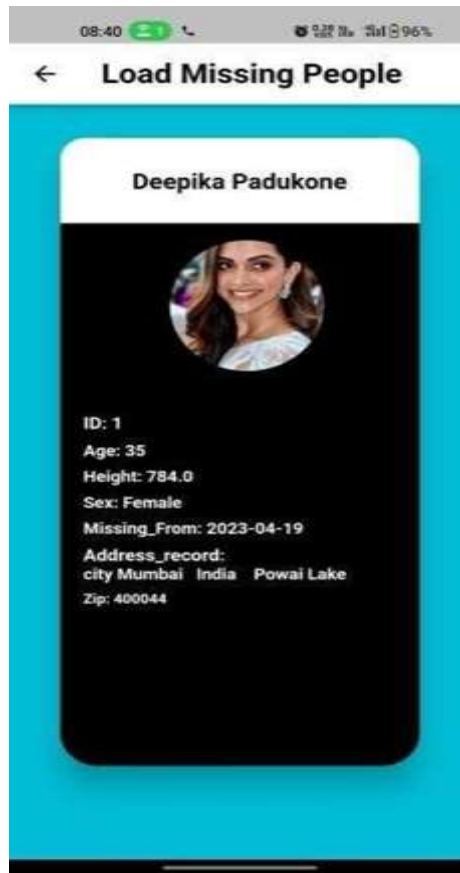 08:40
96%
Load Missing People
Deepika Padukone
ID: 1
Age: 35
Height: 784.0
Sex: Female
Missing_From: 2023-04-19
Address_record:
city Mumbai India Powai Lake
Zip: 400044